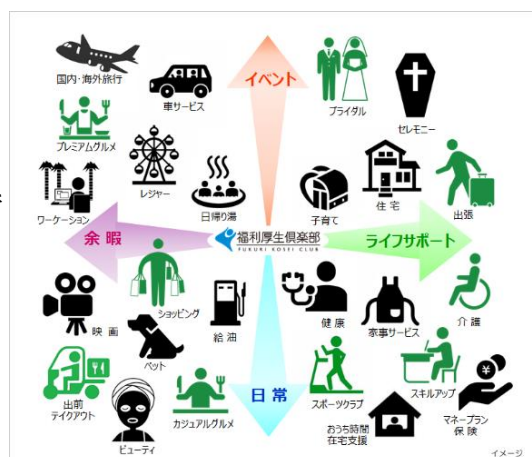 イベント
国内・海外旅行
車サービス
ブライダル
セレモニー
プレミアムグルメ
レジャー
日帰り湯
子育て
住宅
出張
ワーケーション
余暇
福利厚生倶楽部
FUKURI KOSEI CLUB
ライフサポート
映画
ショッピング
給油
健康
家事サービス
介護
ペット
出前
テイクアウト
ビューティ
カジュアルグルメ
日常
スポーツクラブ
おうち時間
在宅支援
スキルアップ
¥
マネープラン
保険
イメージ